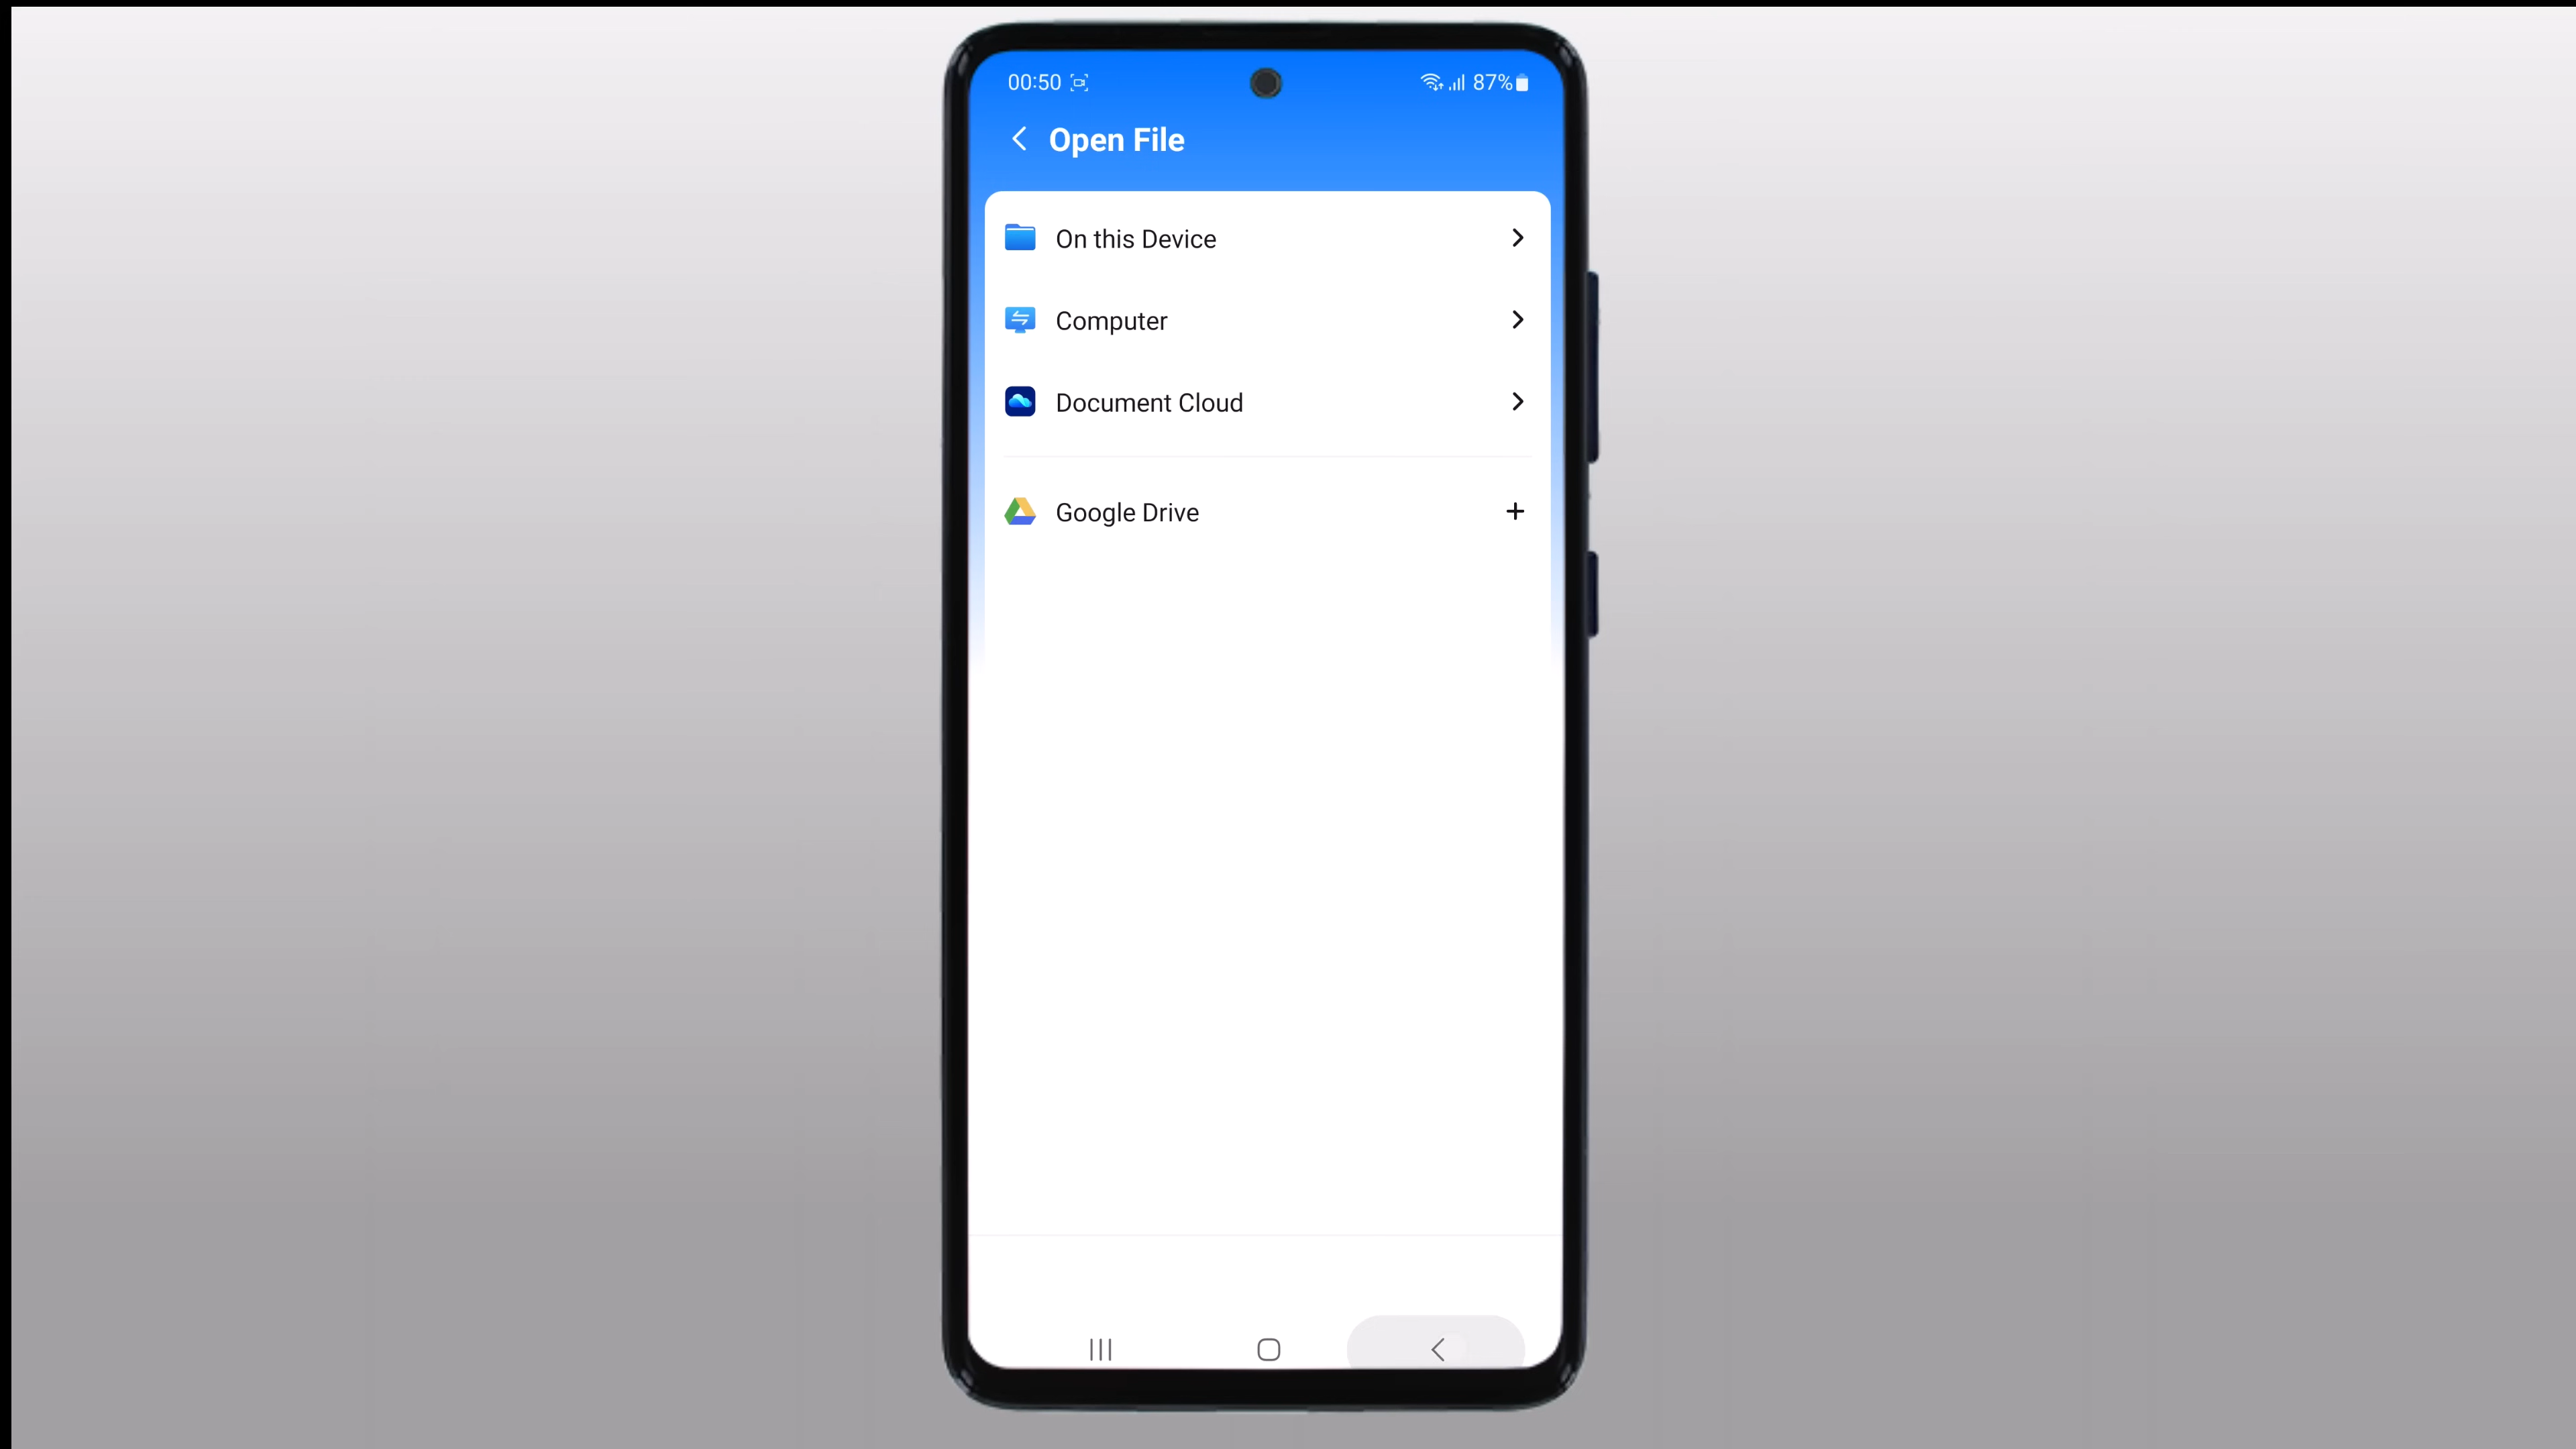 00:50 87%
Open File
On this Device
Computer
Document Cloud
Google Drive